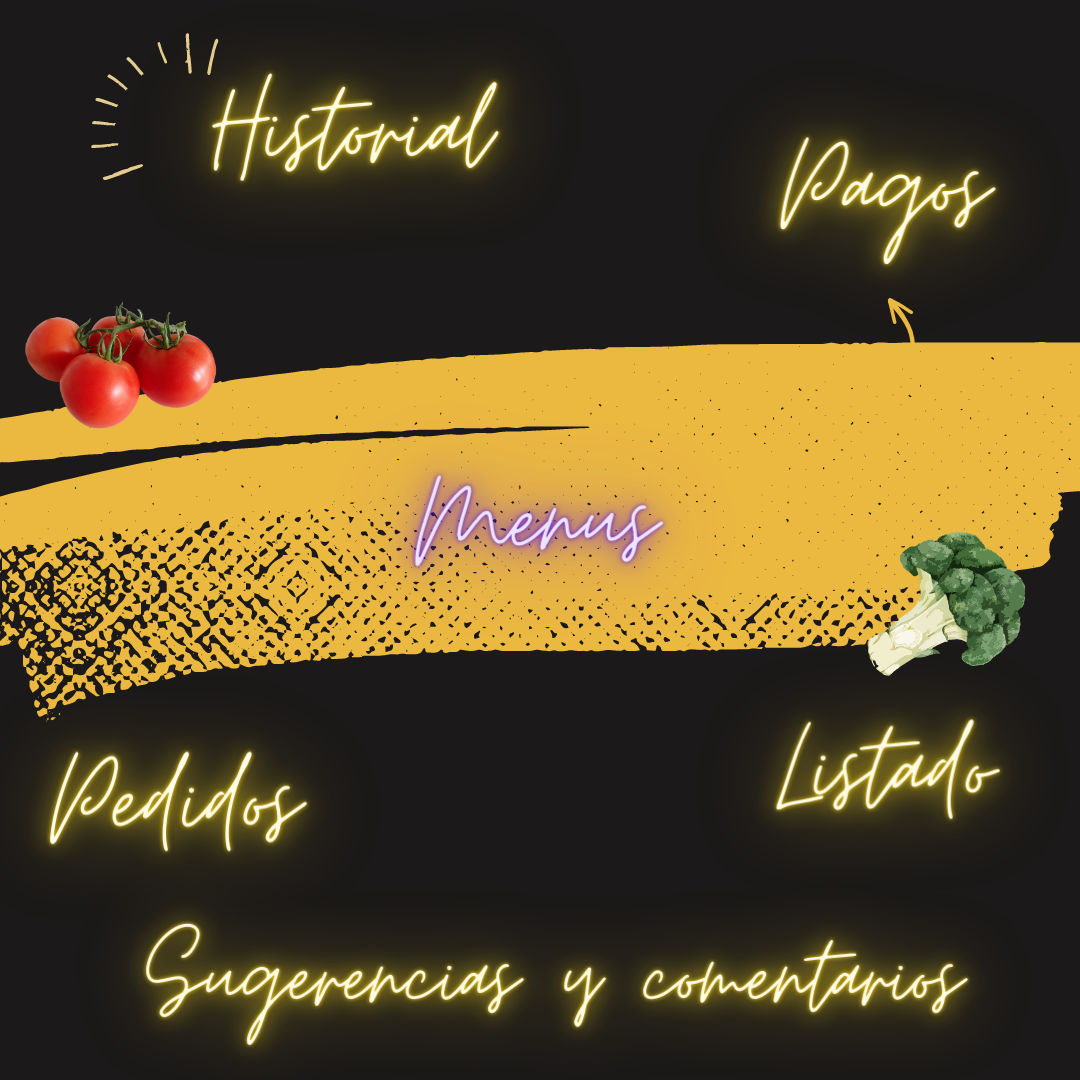 Historial
Pagos
Menus
Pedidos
Listado
Sugerencias y comentarios